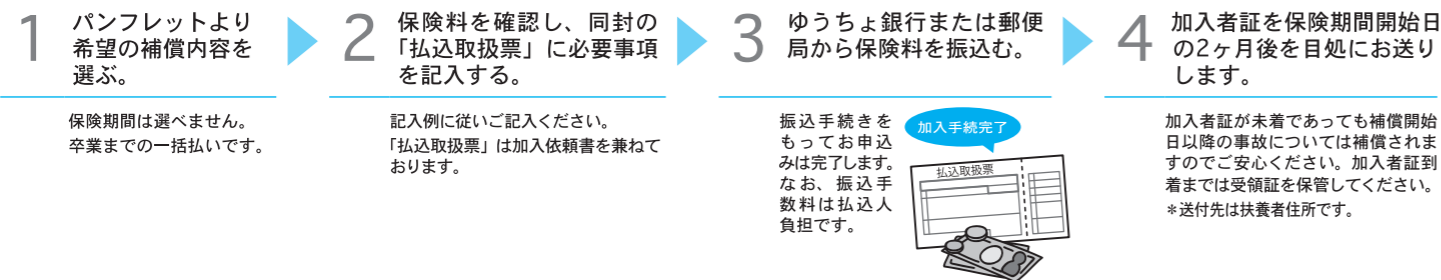 1
パンフレットより
希望の補償内容を
選ぶ。
保険期間は選べません。
卒業までの一括払いです。
2
保険料を確認し、同封の
「払込取扱票」に必要事項
を記入する。
記入例に従いご記入ください。
「払込取扱票」は加入依頼書を兼ねて
おります。
3
ゆうちょ銀行または郵便
局から保険料を振込む。
振込手続きを
もってお申込
みは完了します。
なお、振込手
数料は払込人
負担です。
加入手続完了
払込取扱票
4
加入者証を保険期間開始日
の2ヶ月後を目処にお送り
します。
加入者証が未着であっても補償開始
日以降の事故については補償されま
すのでご安心ください。加入者証到
着までは受領証を保管してください。
＊送付先は扶養者住所です。